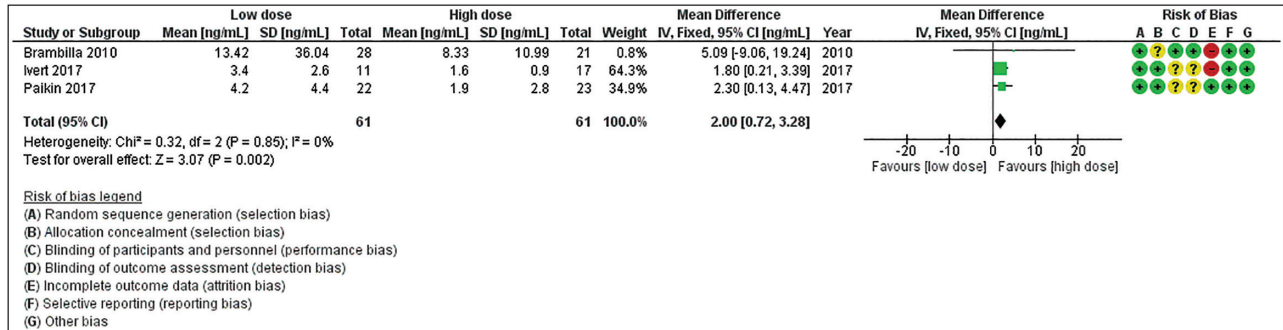 Low dose High dose Mean Difference Mean Difference Risk of Bias
Study or Subgroup Mean [ng/mL] SD [ng/mL] Total Mean [ng/mL] SD [ng/mL] Total Weight IV, Fixed, 95% CI [ng/mL] Year IV, Fixed, 95% CI [ng/mL] A B C D E F G
Brambilla 2010 13.42 36.04 28 8.33 10.99 21 0.8% 5.09 [-9.06, 19.24] 2010 + ? + + - + +
Ivert 2017 3.4 2.6 11 1.6 0.9 17 64.3% 1.80 [0.21, 3.39] 2017 + + ? ? - + +
Paikin 2017 4.2 4.4 22 1.9 2.8 23 34.9% 2.30 [0.13, 4.47] 2017 + + ? ? + + +
Total (95% CI) 61 61 100.0% 2.00 [0.72, 3.28]
Heterogeneity: Chi² = 0.32, df = 2 (P = 0.85); I² = 0%
Test for overall effect: Z = 3.07 (P = 0.002)
-20 -10 0 10 20
Favours [low dose] Favours [high dose]
Risk of bias legend
(A) Random sequence generation (selection bias)
(B) Allocation concealment (selection bias)
(C) Blinding of participants and personnel (performance bias)
(D) Blinding of outcome assessment (detection bias)
(E) Incomplete outcome data (attrition bias)
(F) Selective reporting (reporting bias)
(G) Other bias